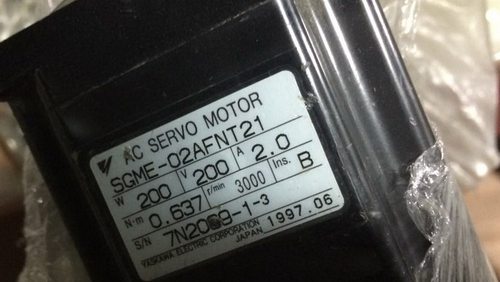 AC SERVO MOTOR
SGME-02AFNT21
W 200 V 200 A 2.0
N·m 0.637 r/min 3000 Ins. B
S/N 7N2069-1-3
YASKAWA ELECTRIC CORPORATION JAPAN 1997.06